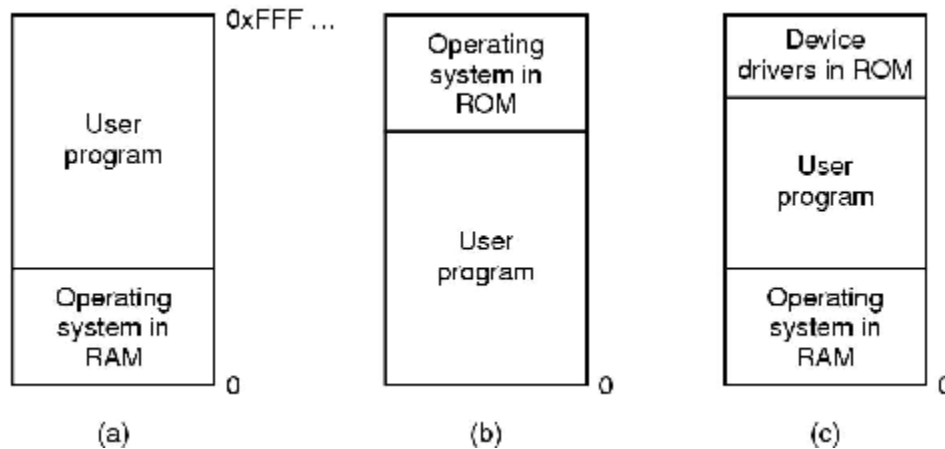 0xFFF ...
User
program
Operating
system in
RAM
0
(a)
Operating
system in
ROM
User
program
0
(b)
Device
drivers in ROM
User
program
Operating
system in
RAM
0
(c)